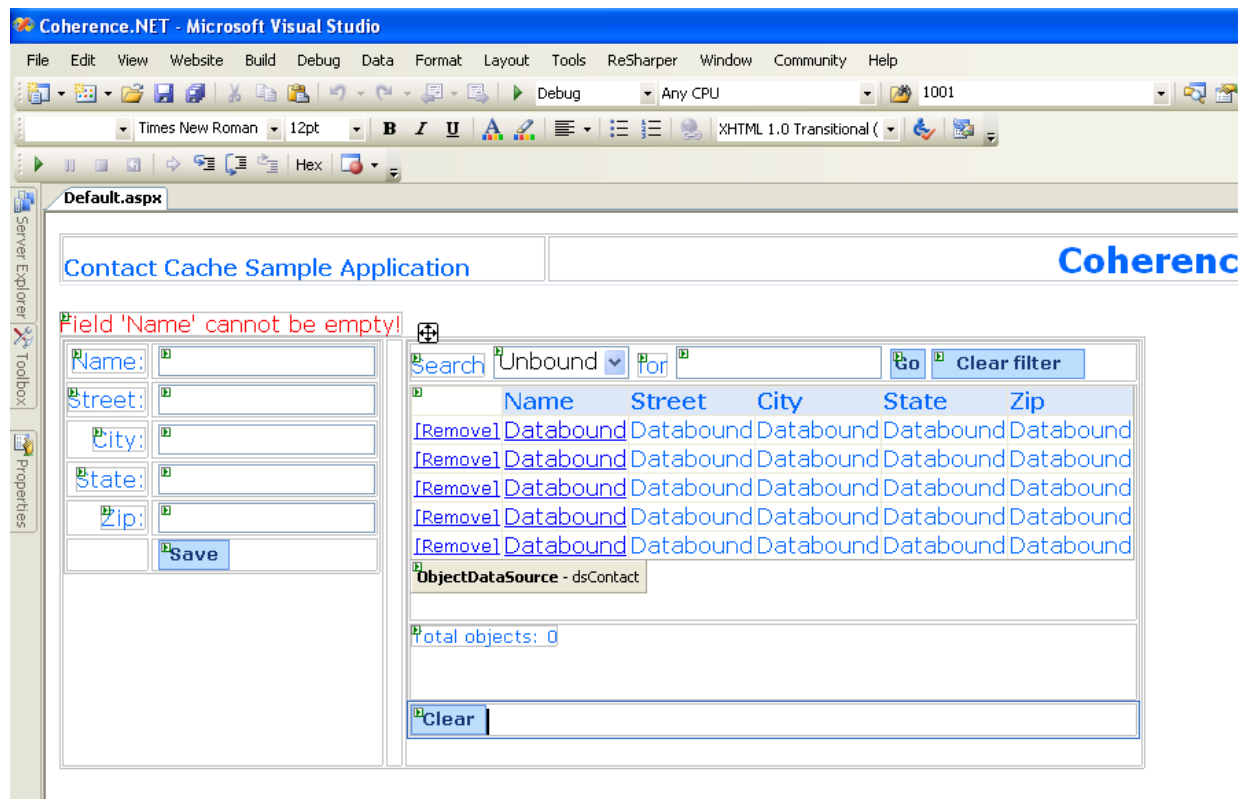 Coherence.NET - Microsoft Visual Studio
File Edit View Website Build Debug Data Format Layout Tools ReSharper Window Community Help
Debug Any CPU 1001
Times New Roman 12pt B I U A XHTML 1.0 Transitional (
Hex
Default.aspx
Server Explorer
Toolbox
Properties
Contact Cache Sample Application
Coherenc
Field 'Name' cannot be empty!
Name:
Street:
City:
State:
Zip:
Save
Search Unbound for Go Clear filter
Name Street City State Zip
[Remove] Databound Databound Databound Databound Databound
[Remove] Databound Databound Databound Databound Databound
[Remove] Databound Databound Databound Databound Databound
[Remove] Databound Databound Databound Databound Databound
[Remove] Databound Databound Databound Databound Databound
ObjectDataSource - dsContact
Total objects: 0
Clear